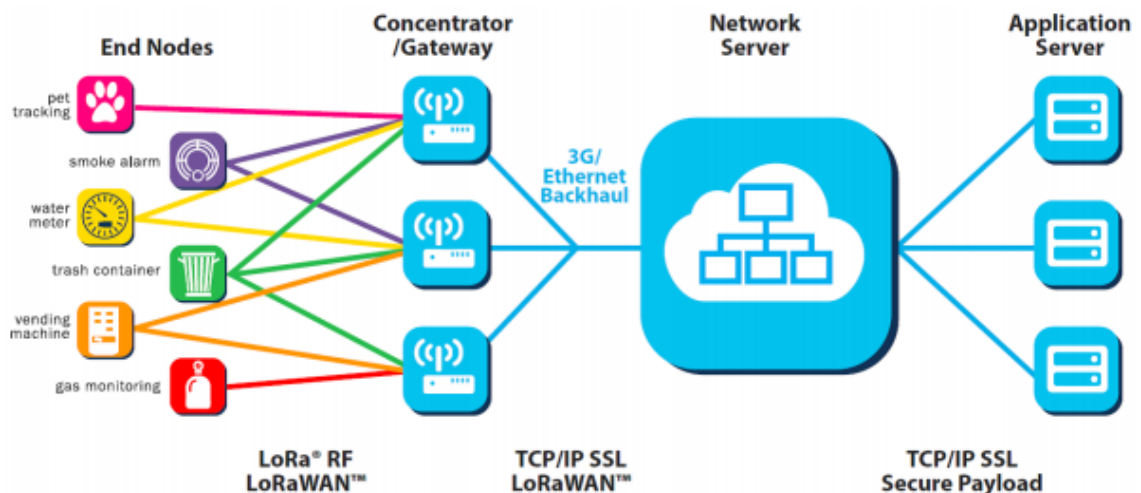 End Nodes
Concentrator
/Gateway
Network
Server
Application
Server
pet
tracking
smoke alarm
water
meter
trash container
vending
machine
gas monitoring
3G/
Ethernet
Backhaul
LoRa® RF
LoRaWAN™
TCP/IP SSL
LoRaWAN™
TCP/IP SSL
Secure Payload